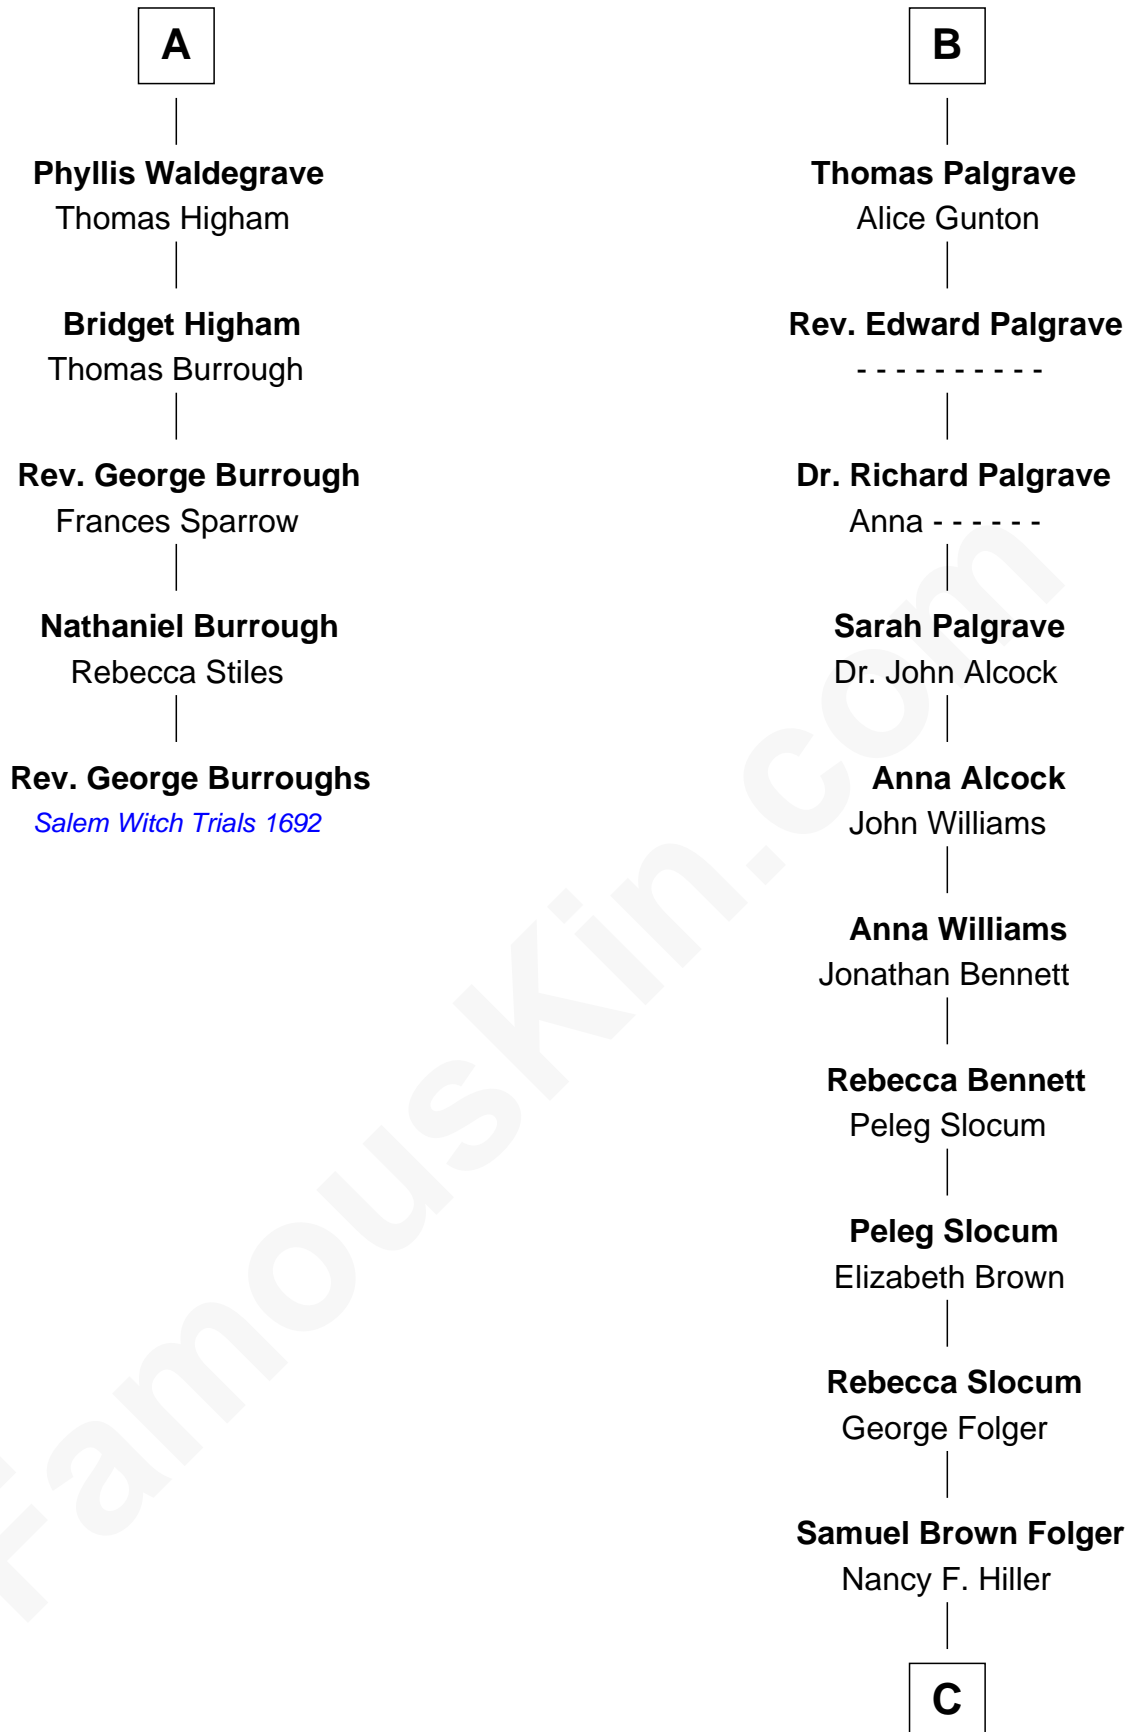 A
Phyllis Waldegrave
Thomas Higham
Bridget Higham
Thomas Burrough
Rev. George Burrough
Frances Sparrow
Nathaniel Burrough
Rebecca Stiles
Rev. George Burroughs
Salem Witch Trials 1692
B
Thomas Palgrave
Alice Gunton
Rev. Edward Palgrave
- - - - - - - - - -
Dr. Richard Palgrave
Anna - - - - - -
Sarah Palgrave
Dr. John Alcock
Anna Alcock
John Williams
Anna Williams
Jonathan Bennett
Rebecca Bennett
Peleg Slocum
Peleg Slocum
Elizabeth Brown
Rebecca Slocum
George Folger
Samuel Brown Folger
Nancy F. Hiller
C
FamousKin.com